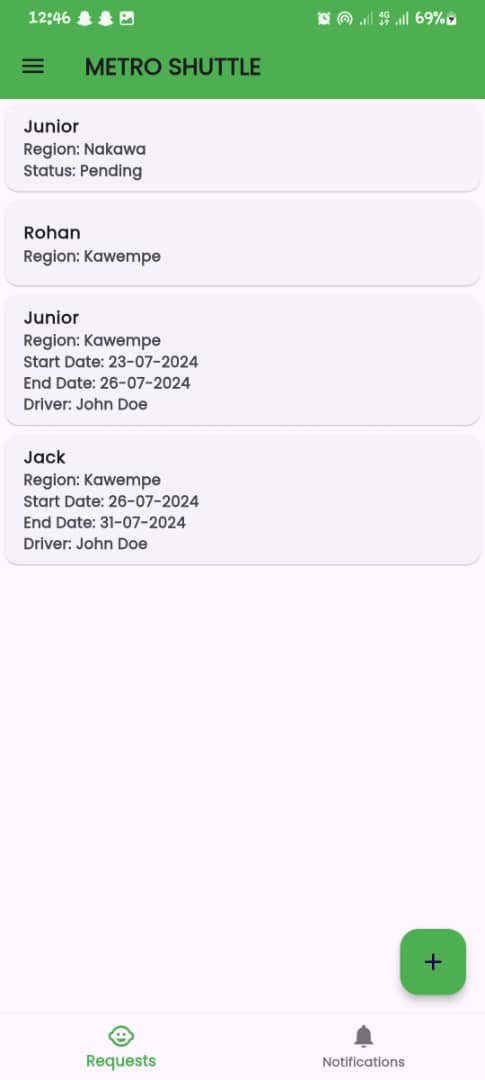 12:46
4G
69%
METRO SHUTTLE
Junior
Region: Nakawa
Status: Pending
Rohan
Region: Kawempe
Junior
Region: Kawempe
Start Date: 23-07-2024
End Date: 26-07-2024
Driver: John Doe
Jack
Region: Kawempe
Start Date: 26-07-2024
End Date: 31-07-2024
Driver: John Doe
+
Requests
Notifications